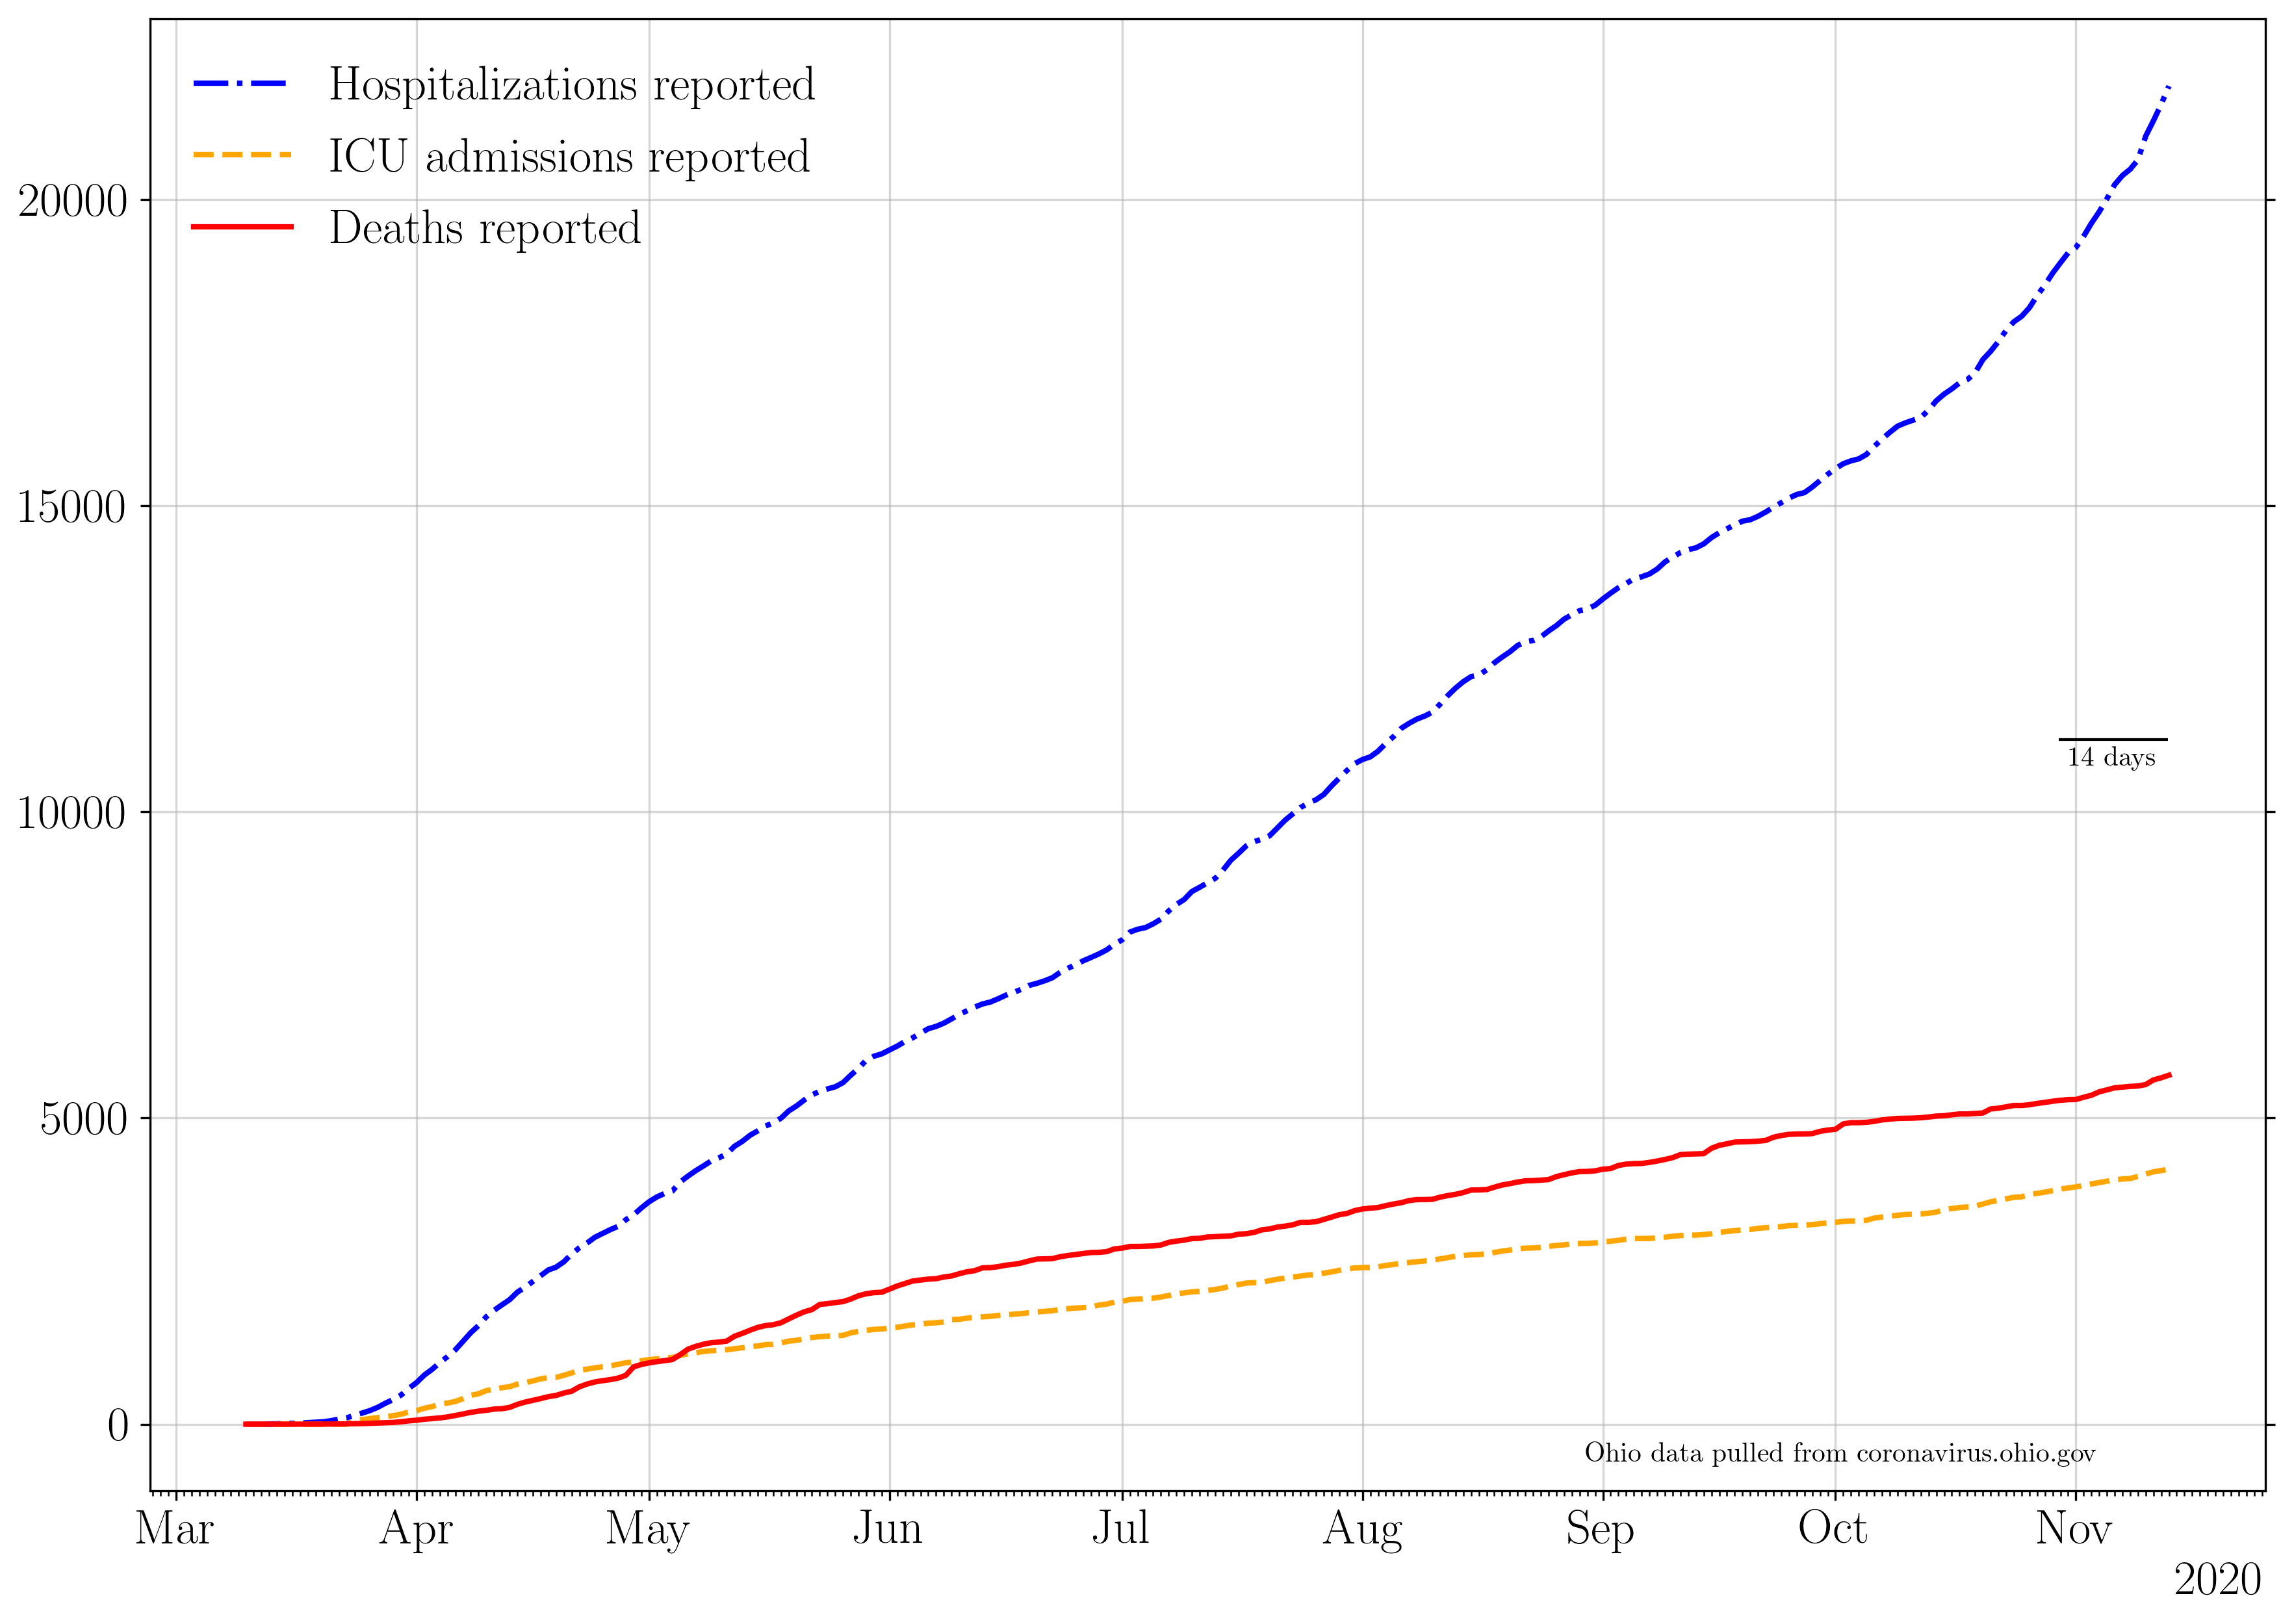 Hospitalizations reported
ICU admissions reported
Deaths reported
20000
15000
10000
5000
0
14 days
Ohio data pulled from coronavirus.ohio.gov
Mar Apr May Jun Jul Aug Sep Oct Nov
2020